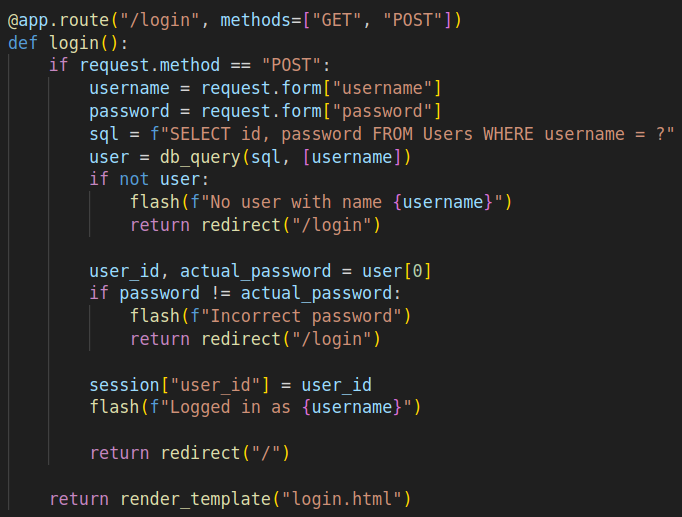 @app.route("/login", methods=["GET", "POST"])
def login():
    if request.method == "POST":
        username = request.form["username"]
        password = request.form["password"]
        sql = f"SELECT id, password FROM Users WHERE username = ?"
        user = db_query(sql, [username])
        if not user:
            flash(f"No user with name {username}")
            return redirect("/login")

        user_id, actual_password = user[0]
        if password != actual_password:
            flash(f"Incorrect password")
            return redirect("/login")

        session["user_id"] = user_id
        flash(f"Logged in as {username}")

        return redirect("/")

    return render_template("login.html")